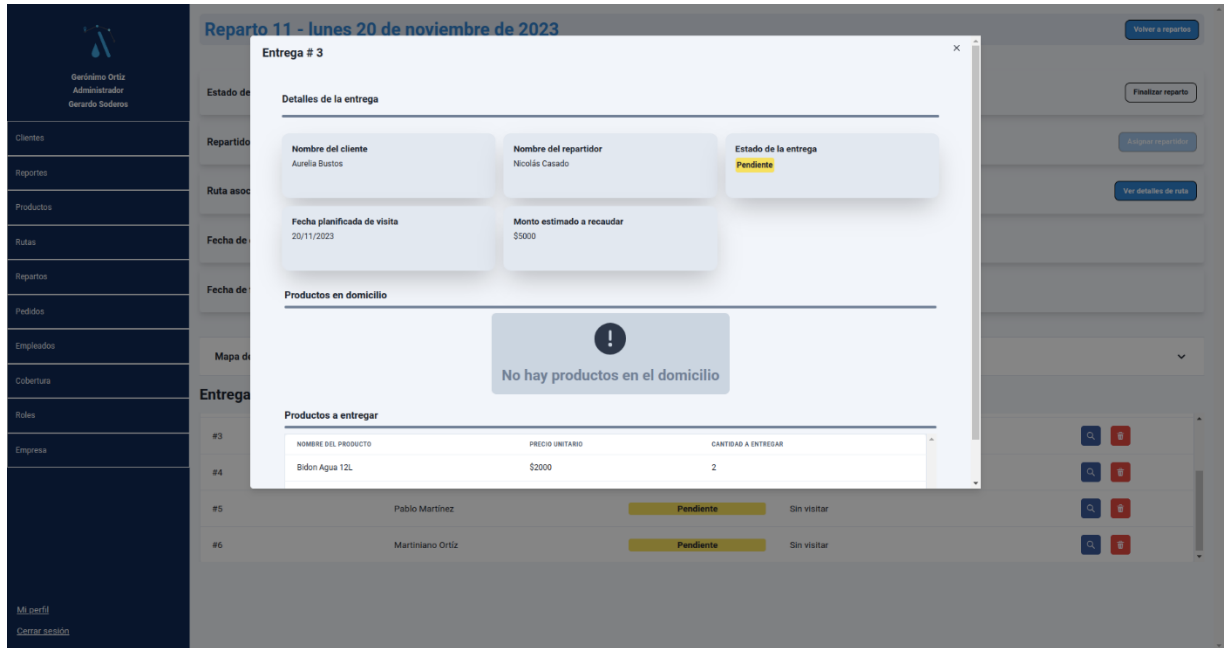 Gerónimo Ortiz
Administrador
Gerardo Soderos
Clientes
Reportes
Productos
Rutas
Repartos
Pedidos
Empleados
Cobertura
Roles
Empresa
Mi perfil
Cerrar sesión
Reparto 11 - lunes 20 de noviembre de 2023
Volver a repartos
Estado de
Finalizar reparto
Repartido
Asignar repartidor
Ruta asoc
Ver detalles de ruta
Fecha de
Fecha de
Mapa de
Entrega
Entrega # 3
×
Detalles de la entrega
Nombre del cliente
Aurelia Bustos
Nombre del repartidor
Nicolás Casado
Estado de la entrega
Pendiente
Fecha planificada de visita
20/11/2023
Monto estimado a recaudar
$5000
Productos en domicilio
No hay productos en el domicilio
Productos a entregar
NOMBRE DEL PRODUCTO PRECIO UNITARIO CANTIDAD A ENTREGAR
Bidon Agua 12L $2000 2
#3
#4
#5 Pablo Martínez Pendiente Sin visitar
#6 Martiniano Ortíz Pendiente Sin visitar